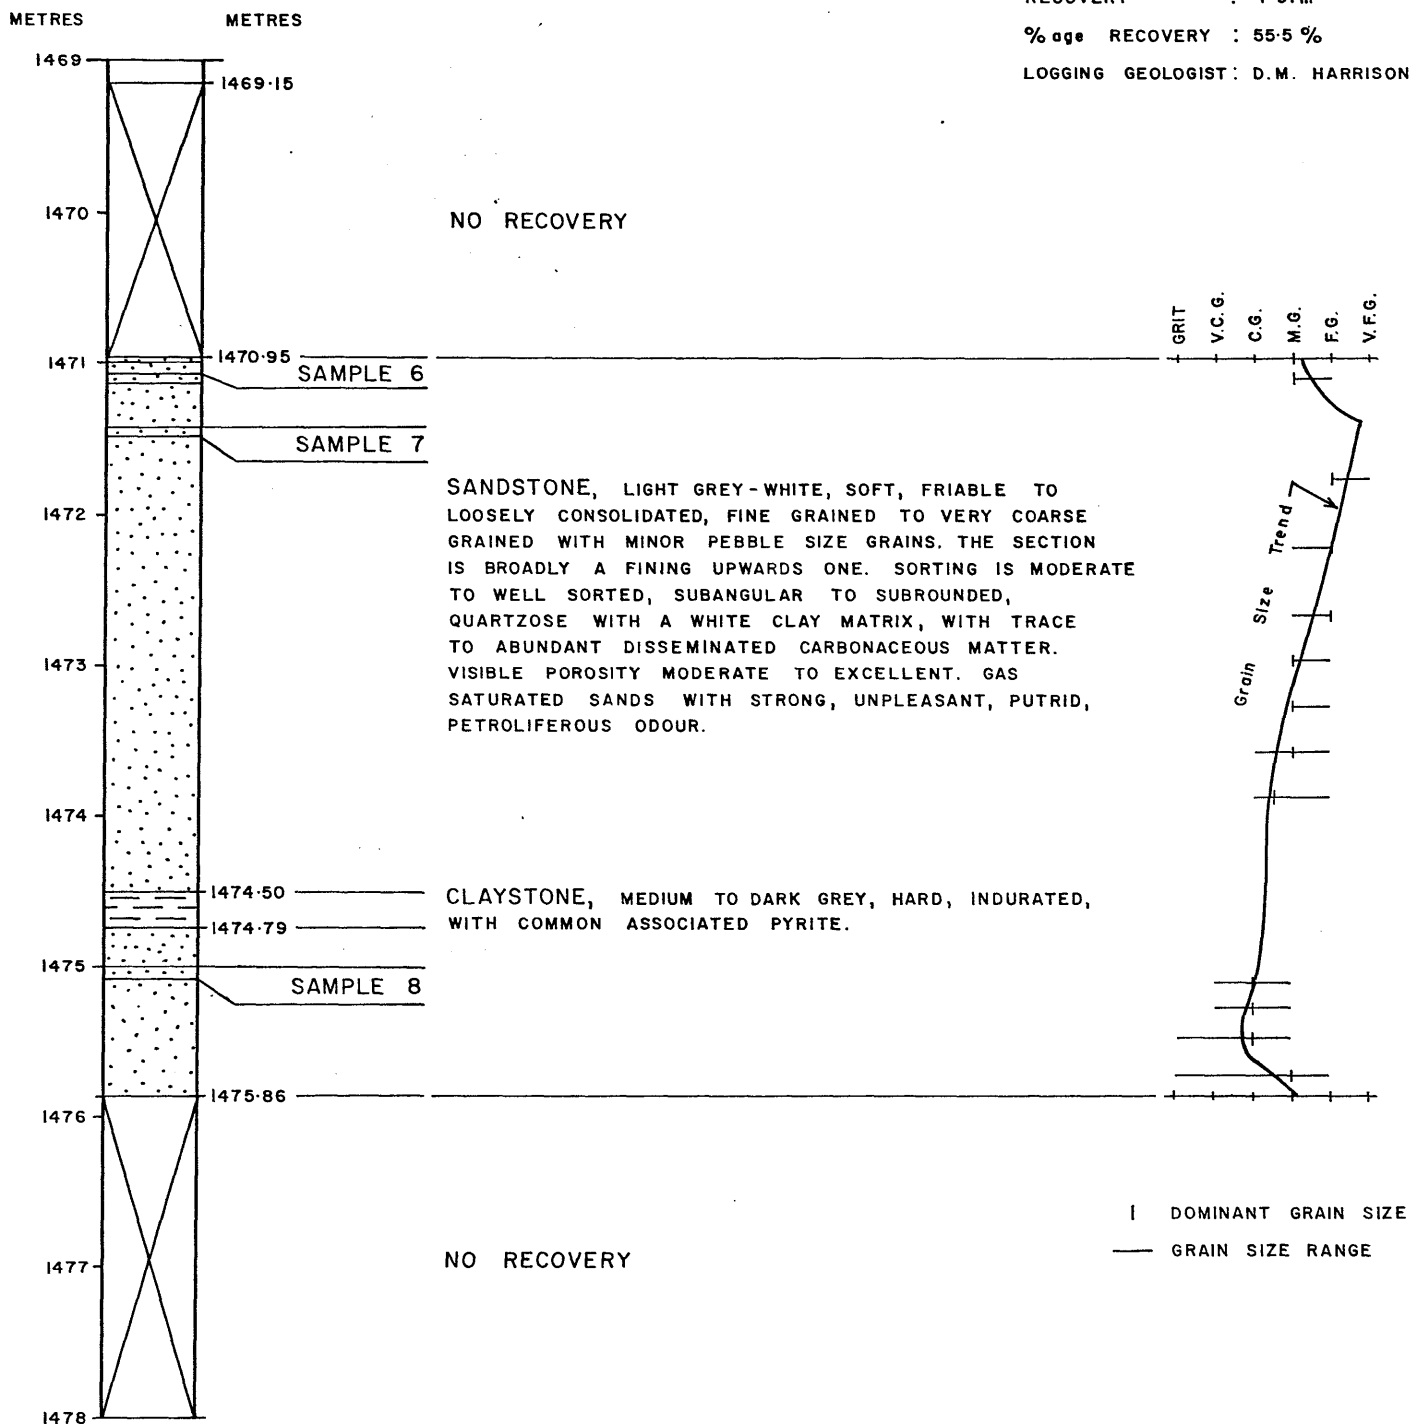 % age RECOVERY : 55·5 %
LOGGING GEOLOGIST : D.M. HARRISON
METRES METRES
1469
1469·15
1470
NO RECOVERY
GRIT V.C.G. C.G. M.G. F.G. V.F.G.
1470·95
1471
SAMPLE 6
SAMPLE 7
SANDSTONE, LIGHT GREY-WHITE, SOFT, FRIABLE TO
LOOSELY CONSOLIDATED, FINE GRAINED TO VERY COARSE
GRAINED WITH MINOR PEBBLE SIZE GRAINS. THE SECTION
IS BROADLY A FINING UPWARDS ONE. SORTING IS MODERATE
TO WELL SORTED, SUBANGULAR TO SUBROUNDED,
QUARTZOSE WITH A WHITE CLAY MATRIX, WITH TRACE
TO ABUNDANT DISSEMINATED CARBONACEOUS MATTER.
VISIBLE POROSITY MODERATE TO EXCELLENT. GAS
SATURATED SANDS WITH STRONG, UNPLEASANT, PUTRID,
PETROLIFEROUS ODOUR.
Grain Size Trend
1472
1473
1474
1474·50
CLAYSTONE, MEDIUM TO DARK GREY, HARD, INDURATED,
WITH COMMON ASSOCIATED PYRITE.
1474·79
1475
SAMPLE 8
1475·86
1476
DOMINANT GRAIN SIZE
GRAIN SIZE RANGE
1477
NO RECOVERY
1478